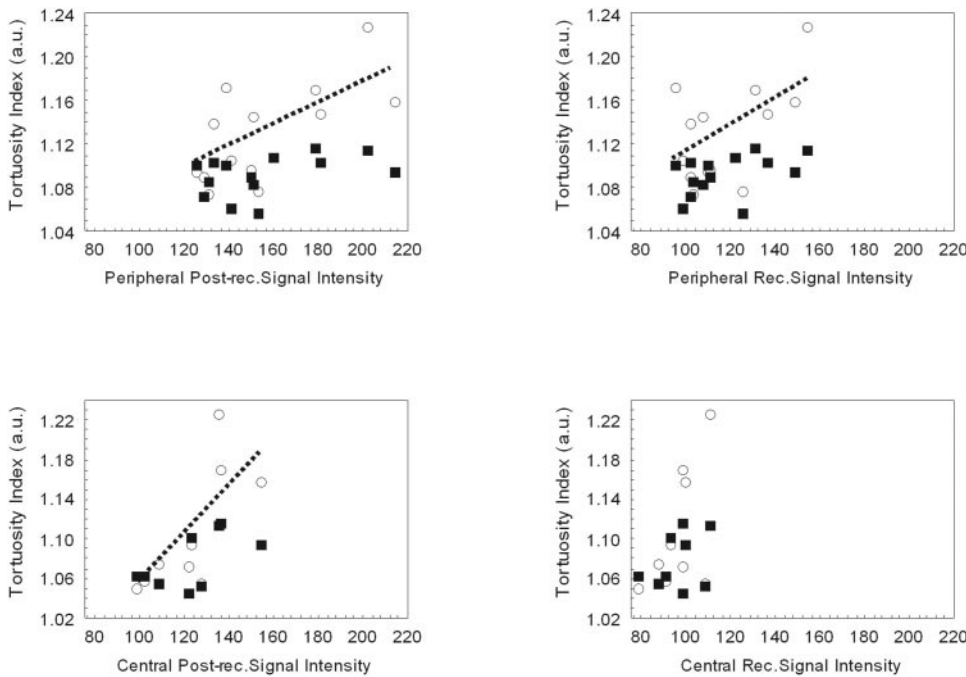 Tortuosity Index (a.u.)
1.24
1.20
1.16
1.12
1.08
1.04
80 100 120 140 160 180 200 220
Peripheral Post-rec.Signal Intensity
Tortuosity Index (a.u.)
1.24
1.20
1.16
1.12
1.08
1.04
80 100 120 140 160 180 200 220
Peripheral Rec.Signal Intensity
Tortuosity Index (a.u.)
1.22
1.18
1.14
1.10
1.06
1.02
80 100 120 140 160 180 200 220
Central Post-rec.Signal Intensity
Tortuosity Index (a.u.)
1.22
1.18
1.14
1.10
1.06
1.02
80 100 120 140 160 180 200 220
Central Rec.Signal Intensity